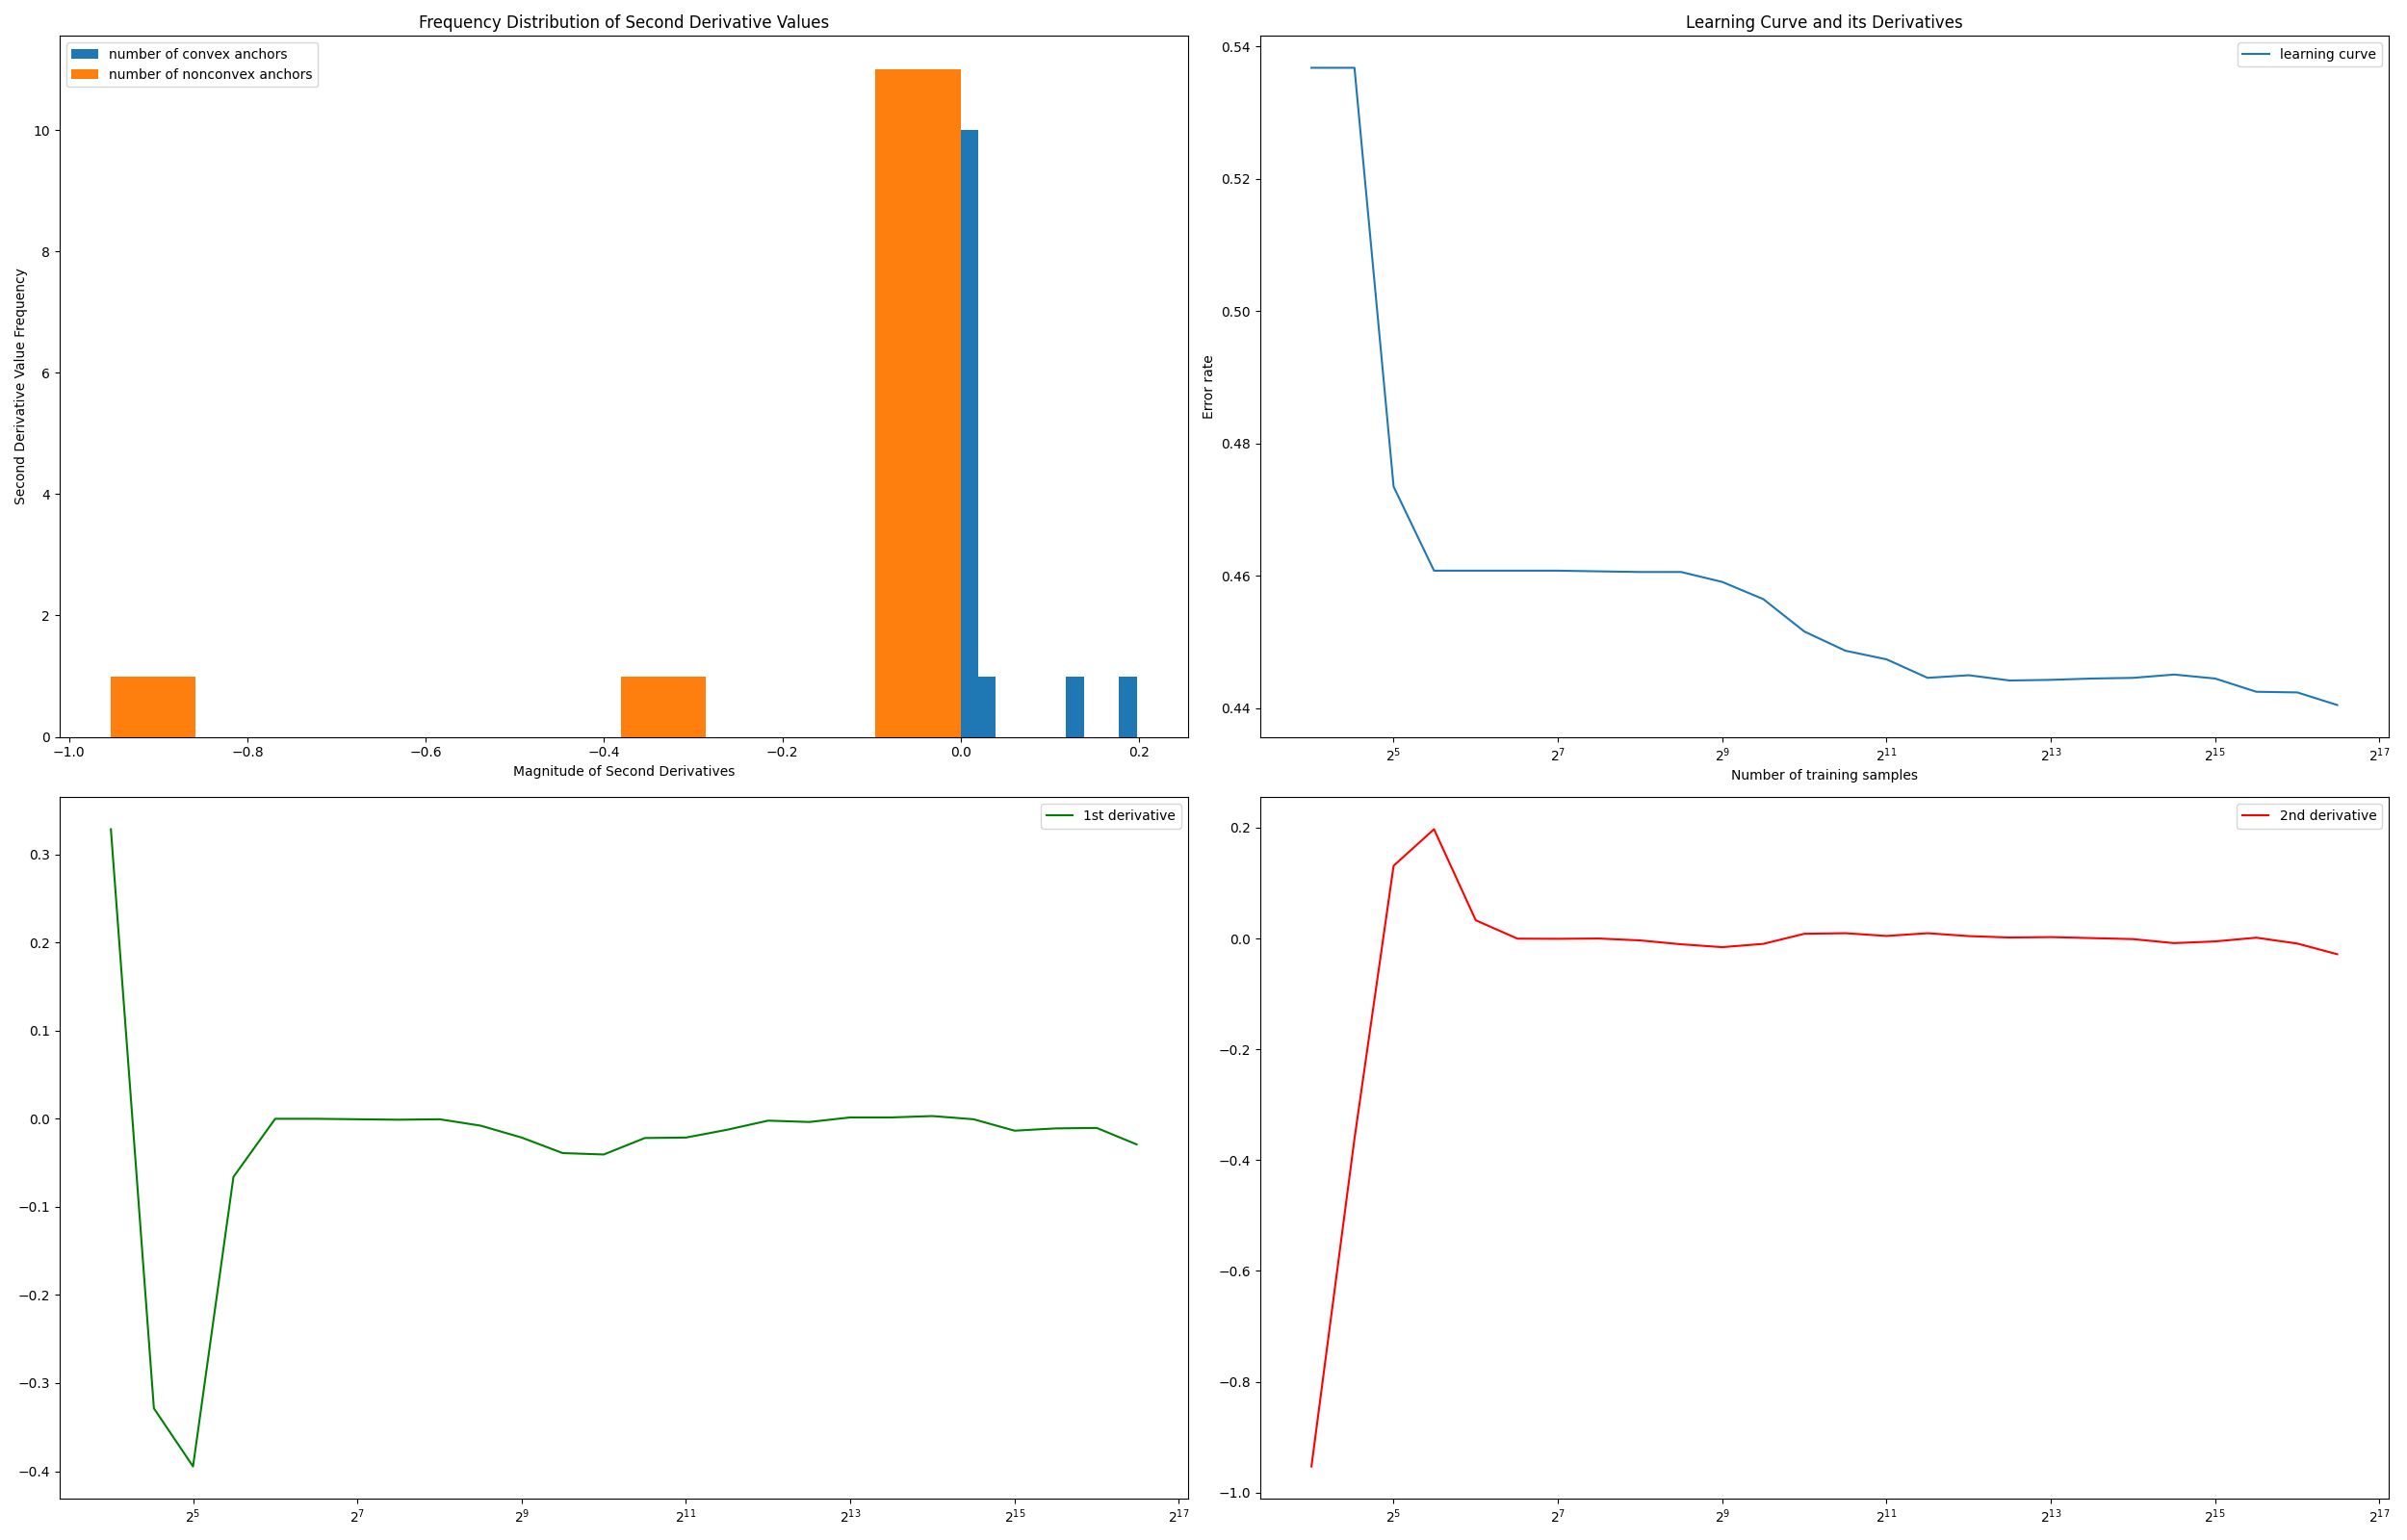 Frequency Distribution of Second Derivative Values
number of convex anchors
number of nonconvex anchors
Second Derivative Value Frequency
10
8
6
4
2
0
−1.0 −0.8 −0.6 −0.4 −0.2 0.0 0.2
Magnitude of Second Derivatives
Learning Curve and its Derivatives
learning curve
Error rate
0.54
0.52
0.50
0.48
0.46
0.44
2^5 2^7 2^9 2^11 2^13 2^15 2^17
Number of training samples
1st derivative
0.3
0.2
0.1
0.0
−0.1
−0.2
−0.3
−0.4
2^5 2^7 2^9 2^11 2^13 2^15 2^17
2nd derivative
0.2
0.0
−0.2
−0.4
−0.6
−0.8
−1.0
2^5 2^7 2^9 2^11 2^13 2^15 2^17